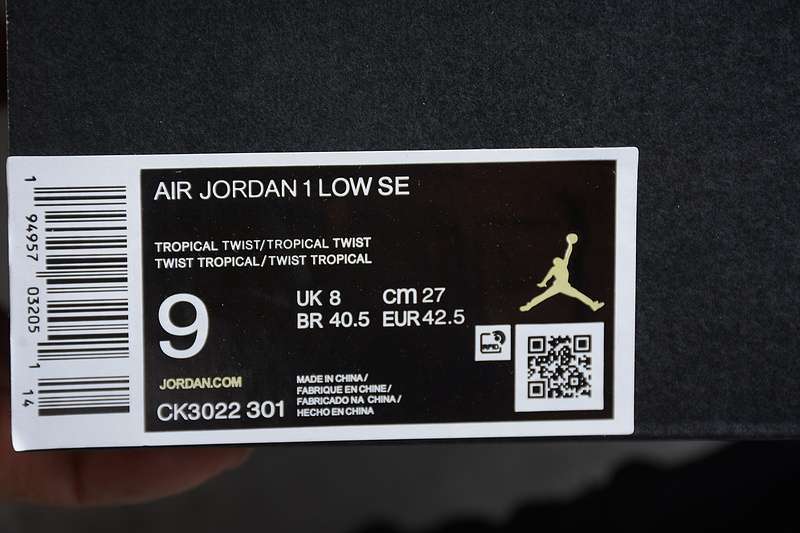 AIR JORDAN 1 LOW SE
TROPICAL TWIST/TROPICAL TWIST
TWIST TROPICAL/TWIST TROPICAL
9
UK 8 cm 27
BR 40.5 EUR 42.5
JORDAN.COM
CK3022 301
MADE IN CHINA/
FABRIQUE EN CHINE/
FABRICADO NA CHINA/
HECHO EN CHINA
RFID
1 94957 03205 1 14